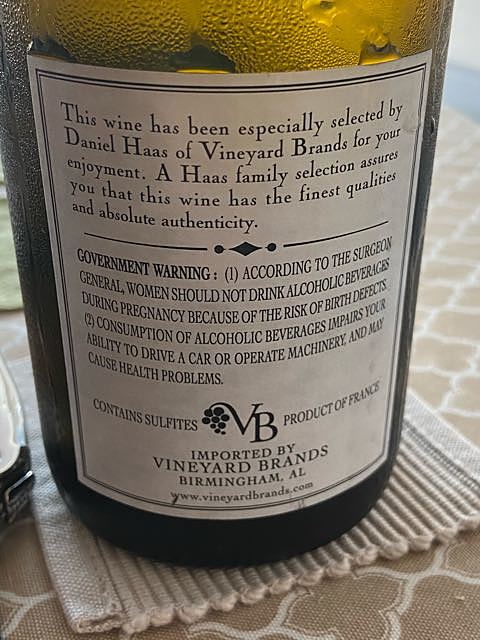 This wine has been especially selected by
Daniel Haas of Vineyard Brands for your
enjoyment. A Haas family selection assures
you that this wine has the finest qualities
and absolute authenticity.
GOVERNMENT WARNING: (1) ACCORDING TO THE SURGEON
GENERAL, WOMEN SHOULD NOT DRINK ALCOHOLIC BEVERAGES
DURING PREGNANCY BECAUSE OF THE RISK OF BIRTH DEFECTS.
(2) CONSUMPTION OF ALCOHOLIC BEVERAGES IMPAIRS YOUR
ABILITY TO DRIVE A CAR OR OPERATE MACHINERY, AND MAY
CAUSE HEALTH PROBLEMS.
CONTAINS SULFITES VB PRODUCT OF FRANCE
IMPORTED BY
VINEYARD BRANDS
BIRMINGHAM, AL
www.vineyardbrands.com